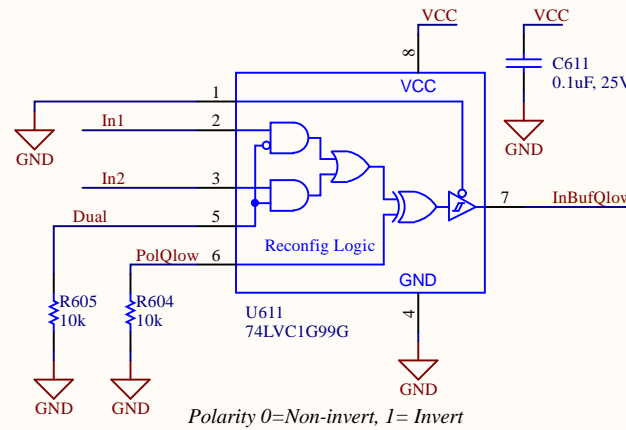 VCC
VCC
8
C611
0.1uF, 25V
1
VCC
In1
2
GND
GND
In2
3
7
InBufQlow
Dual
5
Reconfig Logic
PolQlow
6
GND
R605
10k
R604
10k
U611
74LVC1G99G
4
GND
GND
GND
Polarity 0=Non-invert, 1= Invert